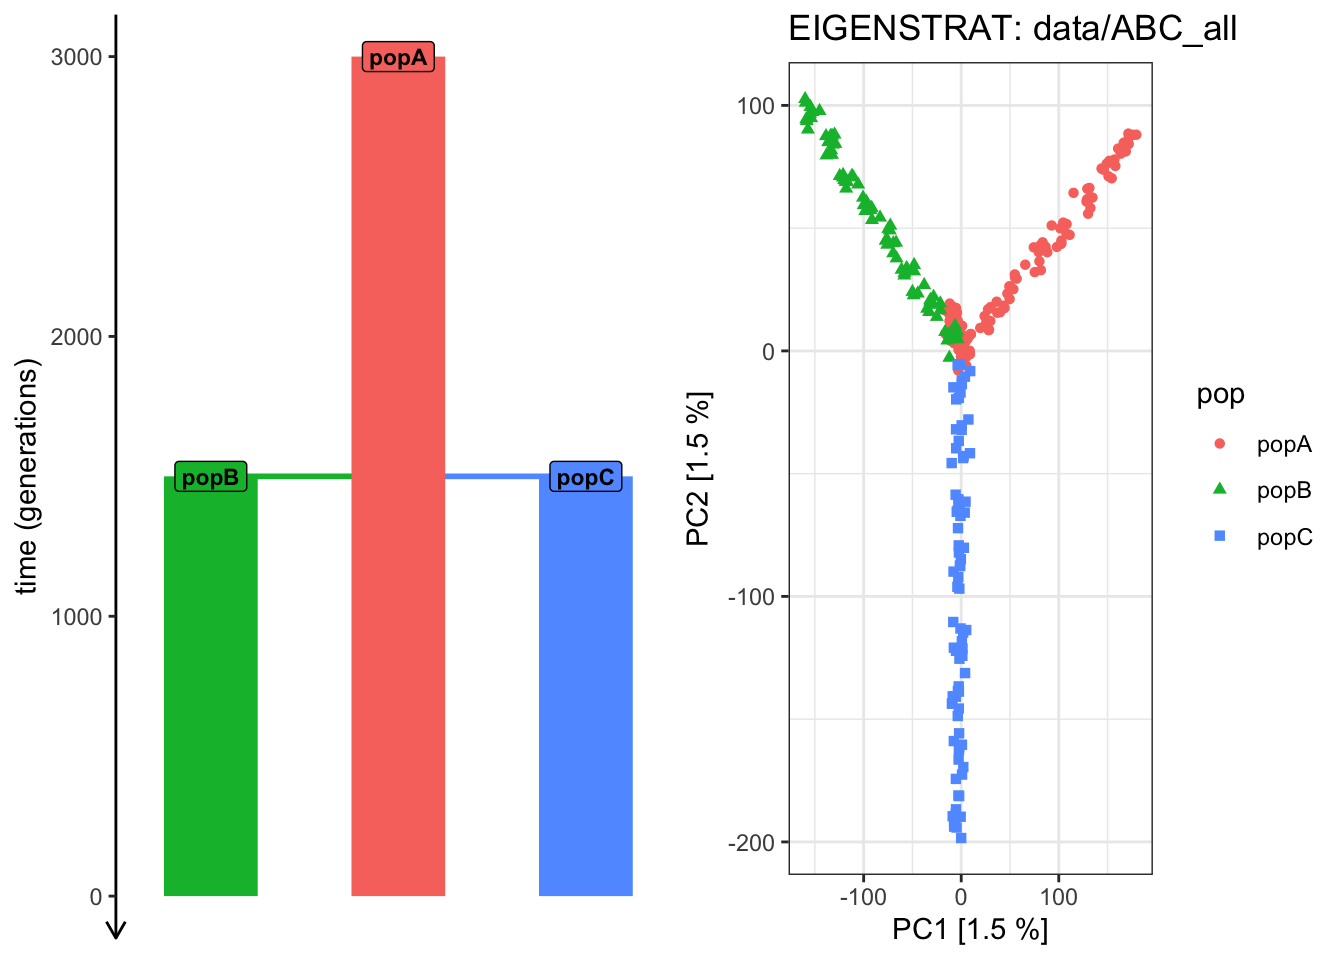 time (generations)
3000
2000
1000
0
popA
popB
popC
EIGENSTRAT: data/ABC_all
PC2 [1.5 %]
100
0
-100
-200
-100
0
100
PC1 [1.5 %]
pop
popA
popB
popC